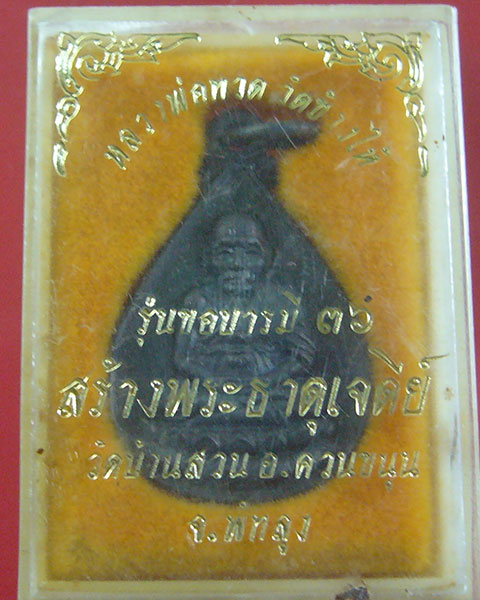 หลวงพ่อทวด วัดช้างให้
รุ่นทอบารมี ๓๖
สร้างพระธาตุเจดีย์
วัดบ้านสวน อ.ควนขนุน
จ.พัทลุง